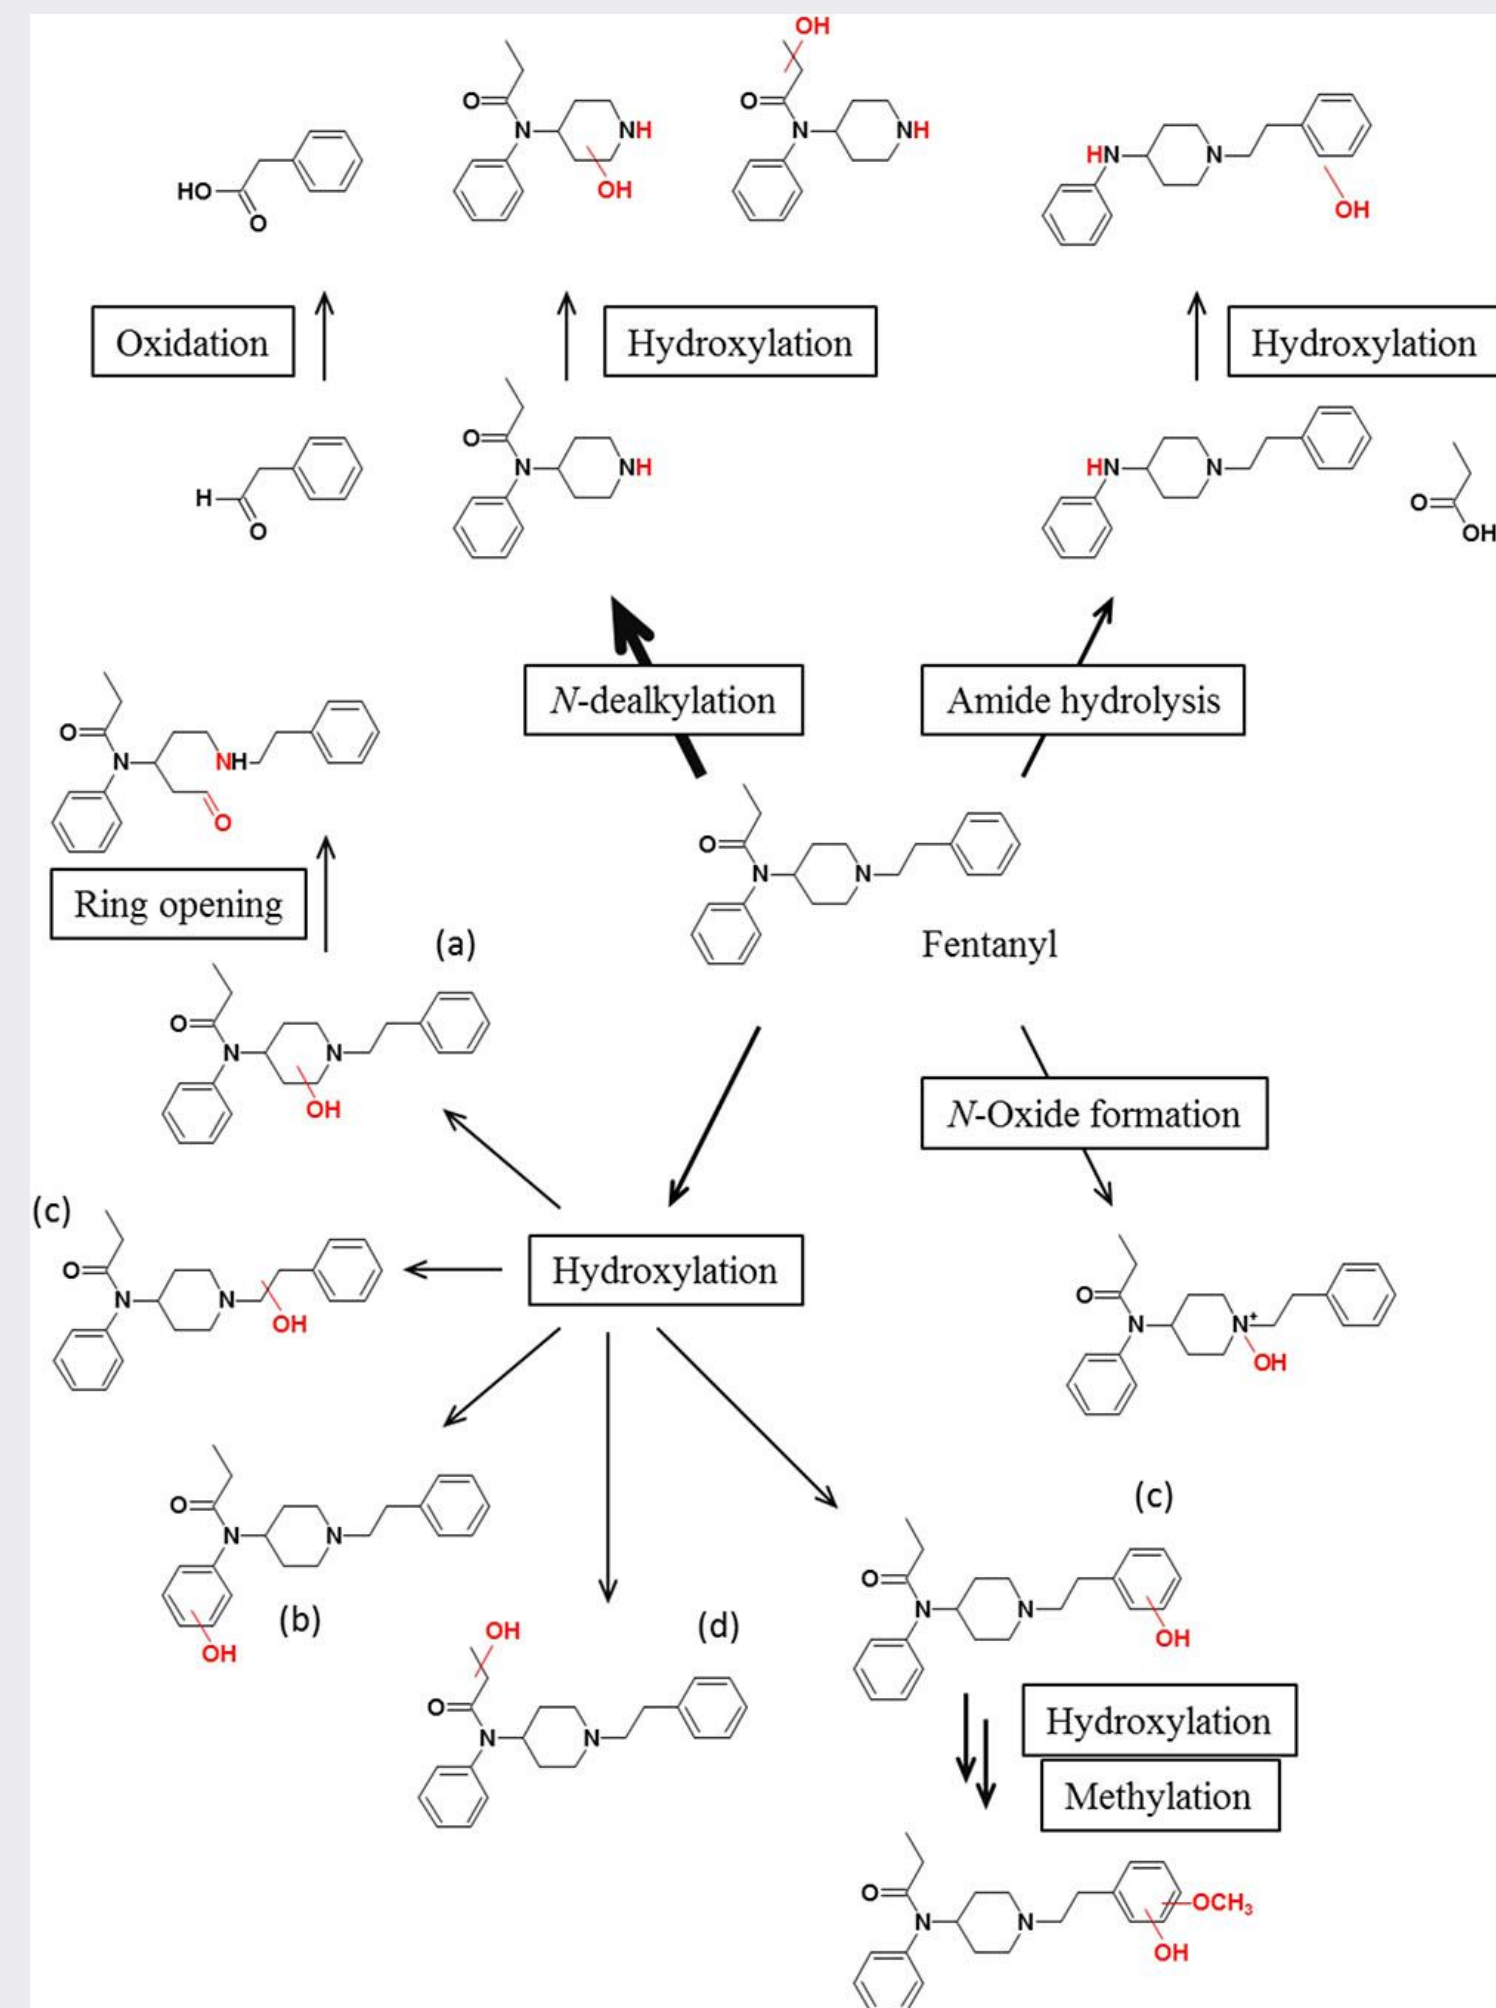 OH
O
N
NH
OH
O
N
NH
HO
O
HN
N
OH
Oxidation
Hydroxylation
Hydroxylation
O
N
NH
H
O
HN
N
O
OH
N-dealkylation
Amide hydrolysis
O
N
NH
O
O
N
N
Ring opening
(a)
Fentanyl
O
N
N
OH
N-Oxide formation
(c)
O
N
N
OH
Hydroxylation
O
N
N+
OH
O
N
N
(b)
OH
(c)
O
N
N
OH
OH
(d)
O
N
N
Hydroxylation
Methylation
O
N
N
OCH3
OH